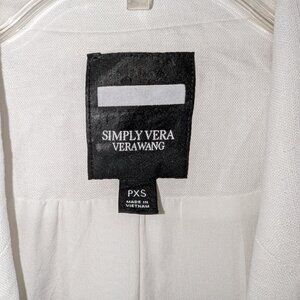 SIMPLY VERA
VERAWANG
PXS
MADE IN
VIETNAM